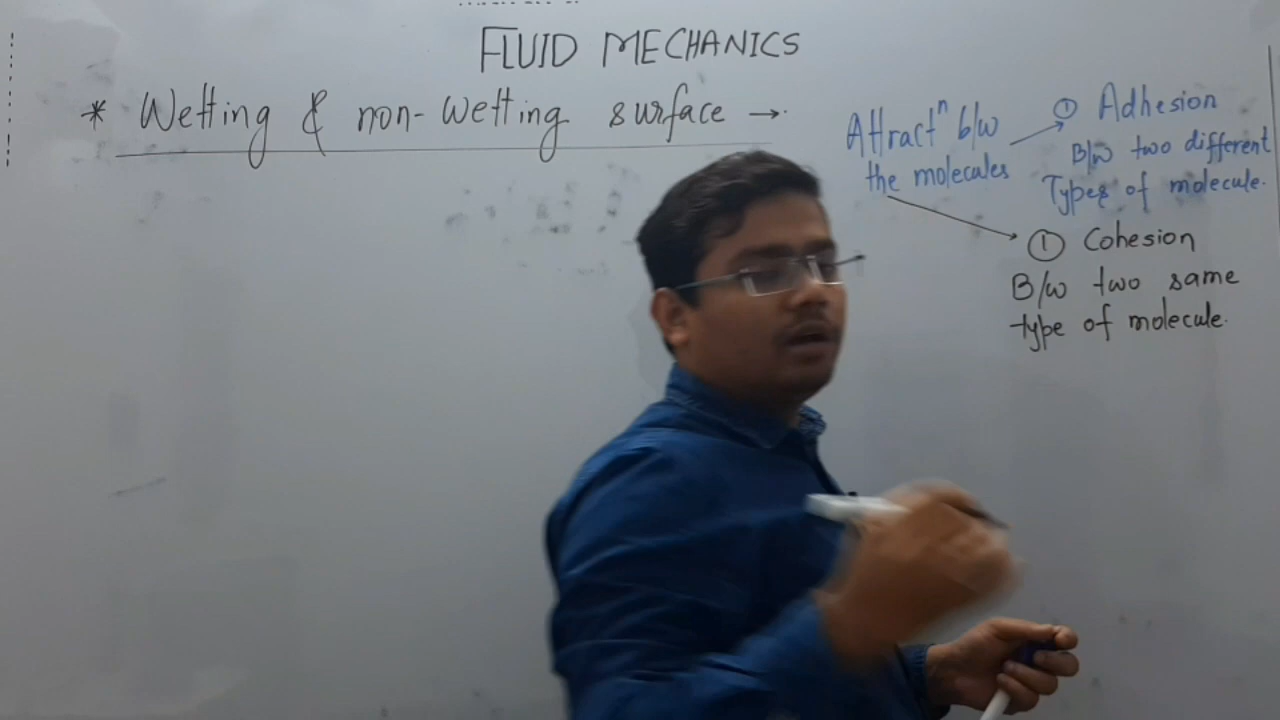 FLUID MECHANICS
* Wetting & non-wetting surface →
Attractⁿ b/w
the molecules
① Adhesion
B/w two different
Types of molecule.
① Cohesion
B/w two same
type of molecule.